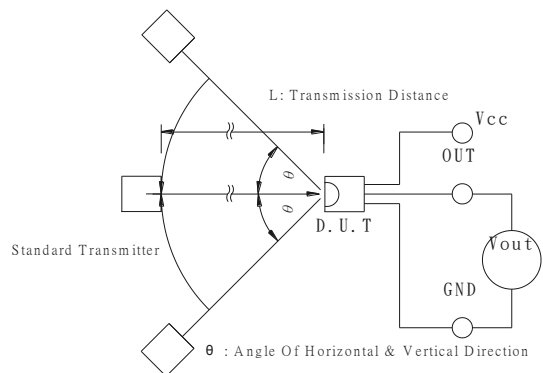 L: Transmission Distance
Vcc
OUT
θ
θ
D.U.T
Standard Transmitter
Vout
GND
θ : Angle Of Horizontal & Vertical Direction